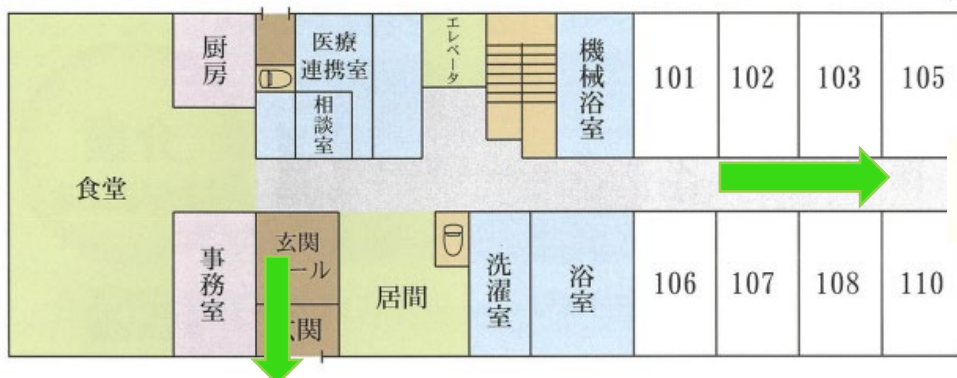 厨房
医療
連携室
エレベータ
機械浴室
101
102
103
105
相談室
食堂
事務室
玄関
ール
関
居間
洗濯室
浴室
106
107
108
110